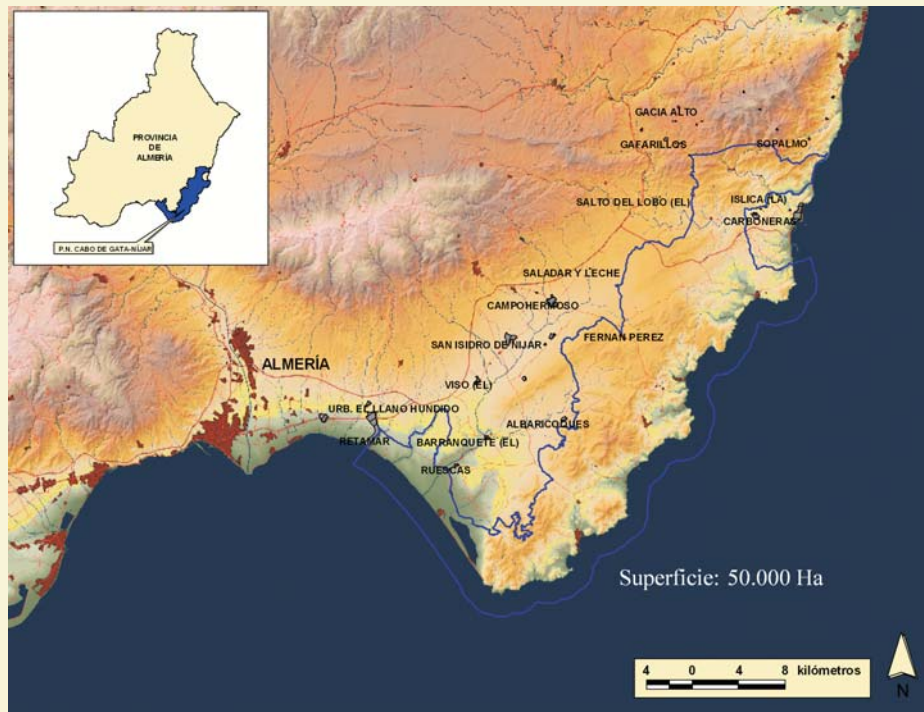 PROVINCIA
DE
ALMERÍA
P.N. CABO DE GATA-NÍJAR
GACIA ALTO
GAFARILLOS
SOPALMO
SALTO DEL LOBO (EL)
ISLICA (LA)
CARBONERAS
SALADAR Y LECHE
CAMPOHERMOSO
SAN ISIDRO DE NIJAR
FERNAN PEREZ
ALMERÍA
VISO (EL)
URB. EL LLANO HUNDIDO
ALBARICOQUES
RETAMAR
BARRANQUETE (EL)
RUESCAS
Superficie: 50.000 Ha
4 0 4 8 kilómetros
N